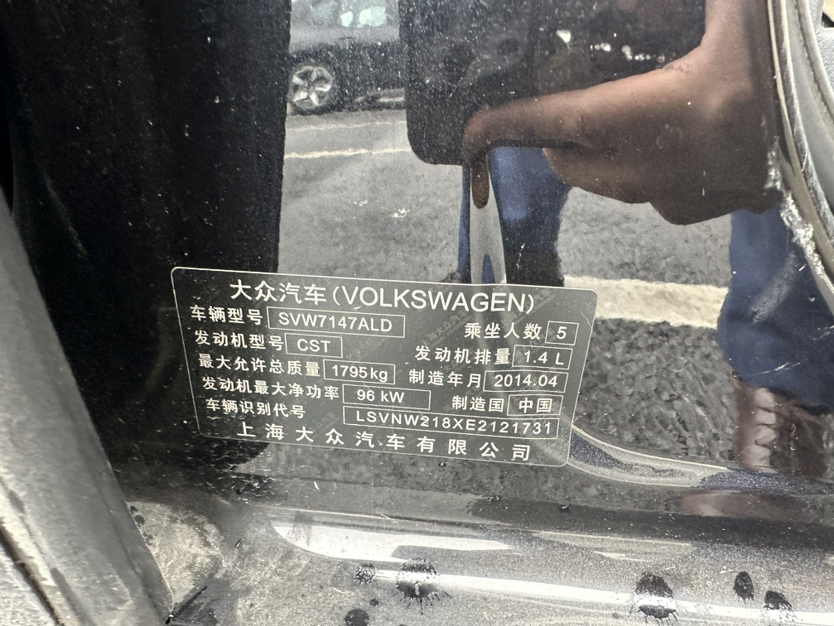 大众汽车(VOLKSWAGEN)
车辆型号 SVW7147ALD 乘坐人数 5
发动机型号 CST 发动机排量 1.4 L
最大允许总质量 1795kg 制造年月 2014.04
发动机最大净功率 96 kW 制造国 中国
车辆识别代号 LSVNW218XE2121731
上海大众汽车有限公司